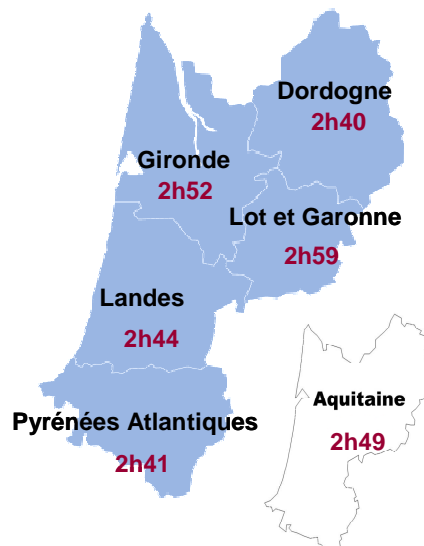 Dordogne
2h40
Gironde
2h52
Lot et Garonne
2h59
Landes
2h44
Aquitaine
2h49
Pyrénées Atlantiques
2h41